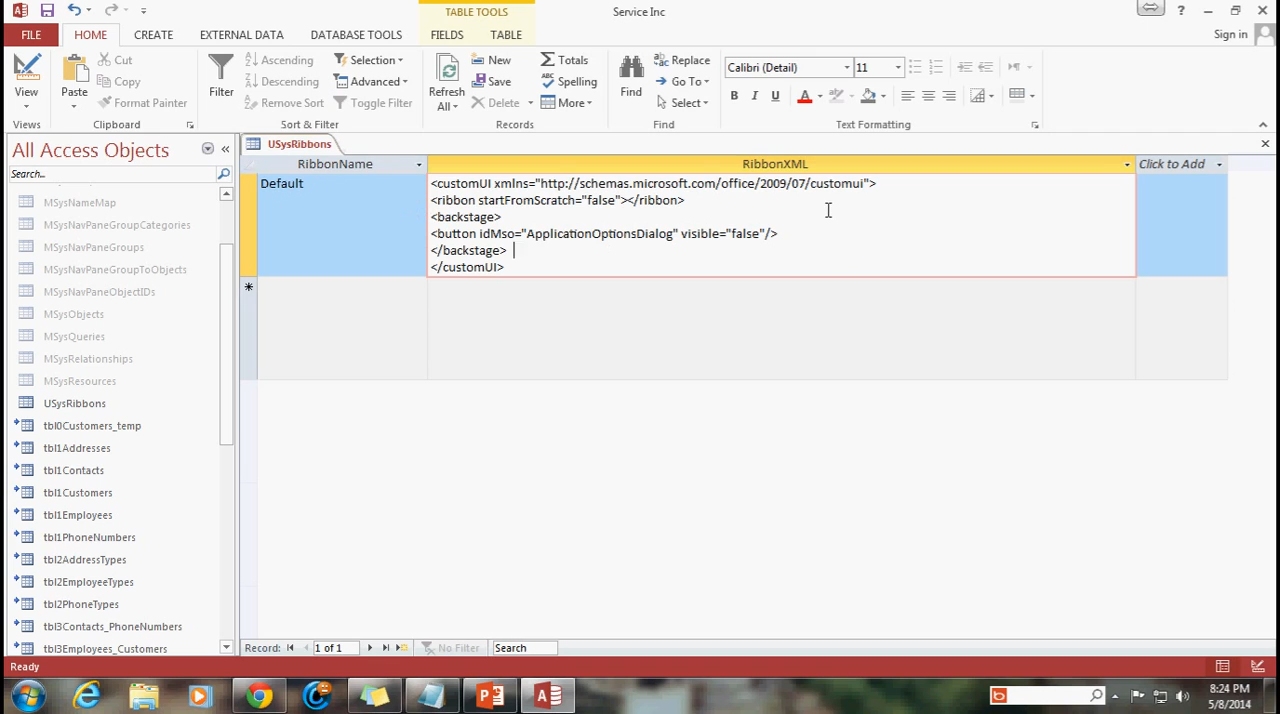 TABLE TOOLS
Service Inc
?
FILE
HOME
CREATE
EXTERNAL DATA
DATABASE TOOLS
FIELDS
TABLE
Sign in
View
Views
Paste
Cut
Copy
Format Painter
Clipboard
Filter
Ascending
Descending
Remove Sort
Selection
Advanced
Toggle Filter
Sort & Filter
Refresh
All
New
Save
Delete
Totals
Spelling
More
Records
Find
Replace
Go To
Select
Find
Calibri (Detail)
11
B I U A
Text Formatting
All Access Objects
Search...
MSysNameMap
MSysNavPaneGroupCategories
MSysNavPaneGroups
MSysNavPaneGroupToObjects
MSysNavPaneObjectIDs
MSysObjects
MSysQueries
MSysRelationships
MSysResources
USysRibbons
tbl0Customers_temp
tbl1Addresses
tbl1Contacts
tbl1Customers
tbl1Employees
tbl1PhoneNumbers
tbl2AddressTypes
tbl2EmployeeTypes
tbl2PhoneTypes
tbl3Contacts_PhoneNumbers
tbl3Employees_Customers
USysRibbons
RibbonName
RibbonXML
Click to Add
Default
<customUI xmlns="http://schemas.microsoft.com/office/2009/07/customui">
<ribbon startFromScratch="false"></ribbon>
<backstage>
<button idMso="ApplicationOptionsDialog" visible="false"/>
</backstage>
</customUI>
Record:
1 of 1
No Filter
Search
Ready
8:24 PM
5/8/2014